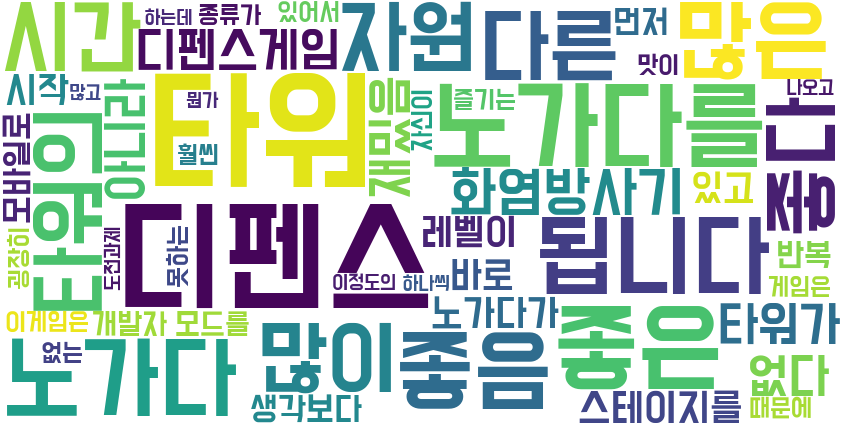 시간
하는데
종류가
있어서
디펜스게임
자원
다른
먼저
많은
맛이
시작
많고
뭔가
나오고
타워
재밌음
즐기는
자신이
노가다를
다
모바일로
타워의
아니라
훨씬
화염방사기
있고
좋
디펜스
레벨이
됩니다
굉장히
도전과제
못하는
이정도의
하나씩
바로
반복
게임은
이게임은
개발자 모드를
노가다가
타워가
노가다
없는
많이
좋음
좋은
없다
생각보다
스테이지를
때문에